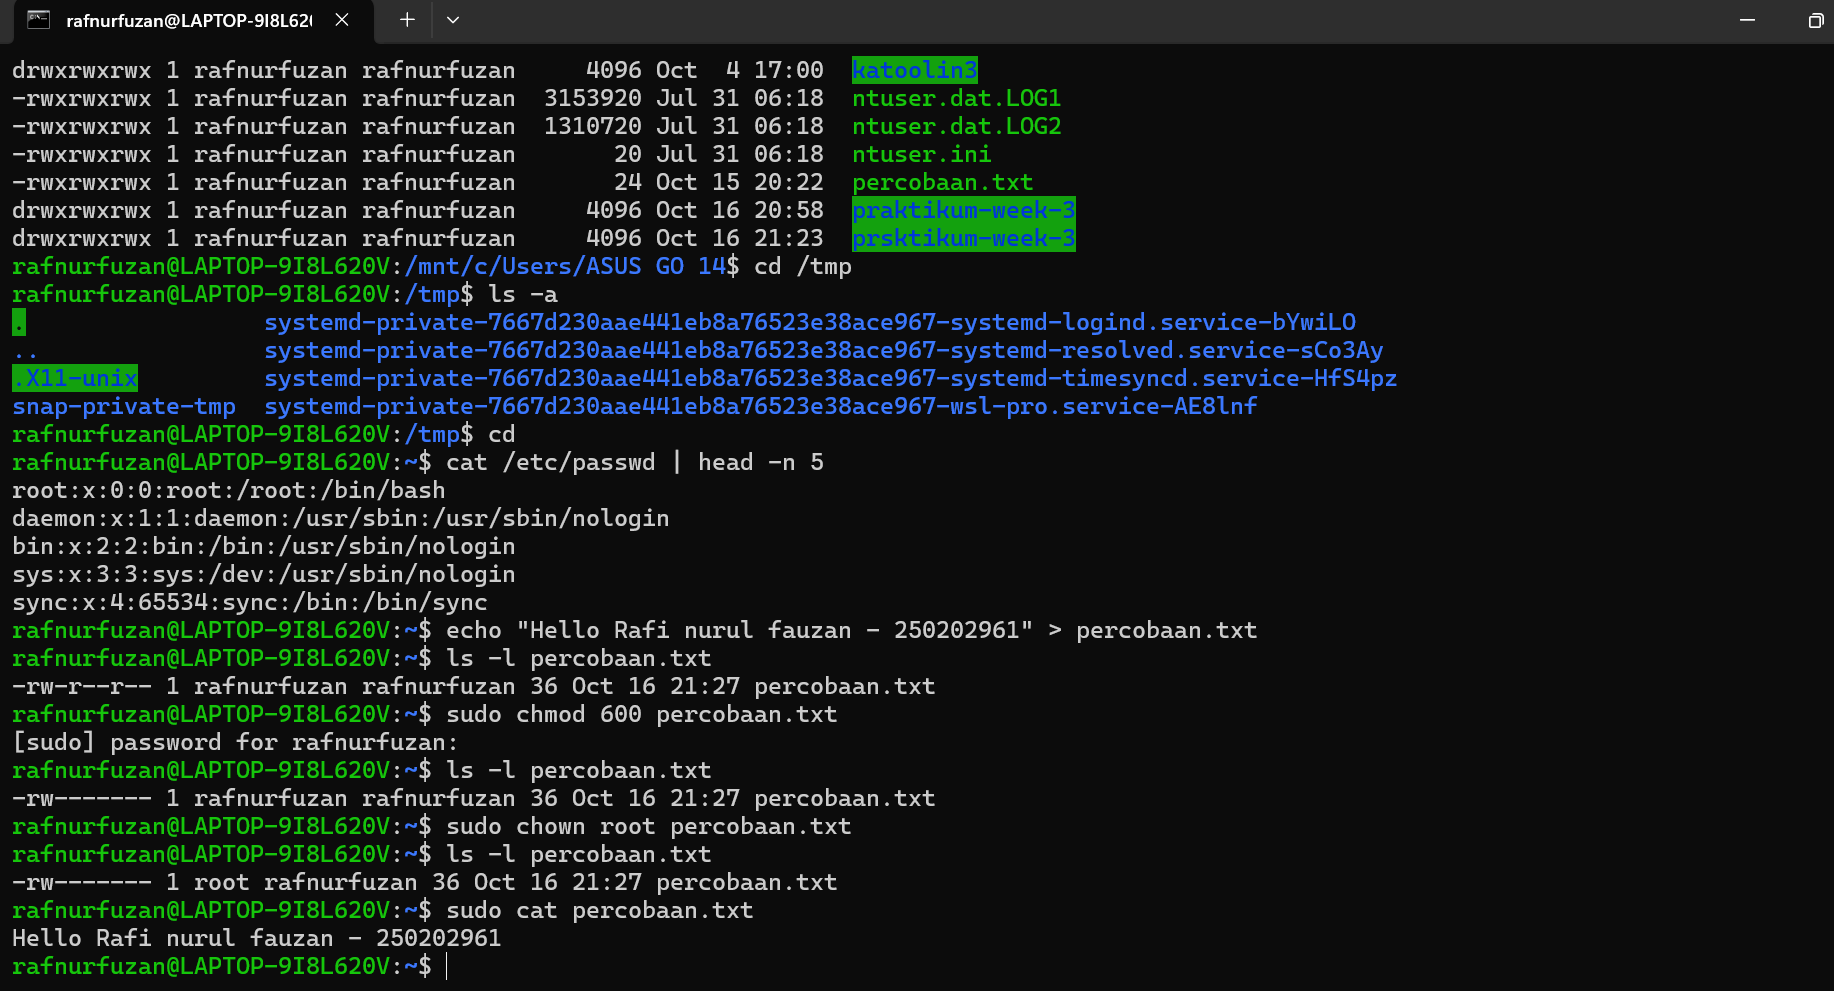 rafnurfuzan@LAPTOP-9I8L620
drwxrwxrwx 1 rafnurfuzan rafnurfuzan     4096 Oct  4 17:00  katoolin3
-rwxrwxrwx 1 rafnurfuzan rafnurfuzan  3153920 Jul 31 06:18  ntuser.dat.LOG1
-rwxrwxrwx 1 rafnurfuzan rafnurfuzan  1310720 Jul 31 06:18  ntuser.dat.LOG2
-rwxrwxrwx 1 rafnurfuzan rafnurfuzan       20 Jul 31 06:18  ntuser.ini
-rwxrwxrwx 1 rafnurfuzan rafnurfuzan       24 Oct 15 20:22  percobaan.txt
drwxrwxrwx 1 rafnurfuzan rafnurfuzan     4096 Oct 16 20:58  praktikum-week-3
drwxrwxrwx 1 rafnurfuzan rafnurfuzan     4096 Oct 16 21:23  prsktikum-week-3
rafnurfuzan@LAPTOP-9I8L620V:/mnt/c/Users/ASUS GO 14$ cd /tmp
rafnurfuzan@LAPTOP-9I8L620V:/tmp$ ls -a
.                 systemd-private-7667d230aae441eb8a76523e38ace967-systemd-logind.service-bYwiLO
..                systemd-private-7667d230aae441eb8a76523e38ace967-systemd-resolved.service-sCo3Ay
.X11-unix         systemd-private-7667d230aae441eb8a76523e38ace967-systemd-timesyncd.service-HfS4pz
snap-private-tmp  systemd-private-7667d230aae441eb8a76523e38ace967-wsl-pro.service-AE8lnf
rafnurfuzan@LAPTOP-9I8L620V:/tmp$ cd
rafnurfuzan@LAPTOP-9I8L620V:~$ cat /etc/passwd | head -n 5
root:x:0:0:root:/root:/bin/bash
daemon:x:1:1:daemon:/usr/sbin:/usr/sbin/nologin
bin:x:2:2:bin:/bin:/usr/sbin/nologin
sys:x:3:3:sys:/dev:/usr/sbin/nologin
sync:x:4:65534:sync:/bin:/bin/sync
rafnurfuzan@LAPTOP-9I8L620V:~$ echo "Hello Rafi nurul fauzan - 250202961" > percobaan.txt
rafnurfuzan@LAPTOP-9I8L620V:~$ ls -l percobaan.txt
-rw-r--r-- 1 rafnurfuzan rafnurfuzan 36 Oct 16 21:27 percobaan.txt
rafnurfuzan@LAPTOP-9I8L620V:~$ sudo chmod 600 percobaan.txt
[sudo] password for rafnurfuzan:
rafnurfuzan@LAPTOP-9I8L620V:~$ ls -l percobaan.txt
-rw------- 1 rafnurfuzan rafnurfuzan 36 Oct 16 21:27 percobaan.txt
rafnurfuzan@LAPTOP-9I8L620V:~$ sudo chown root percobaan.txt
rafnurfuzan@LAPTOP-9I8L620V:~$ ls -l percobaan.txt
-rw------- 1 root rafnurfuzan 36 Oct 16 21:27 percobaan.txt
rafnurfuzan@LAPTOP-9I8L620V:~$ sudo cat percobaan.txt
Hello Rafi nurul fauzan - 250202961
rafnurfuzan@LAPTOP-9I8L620V:~$